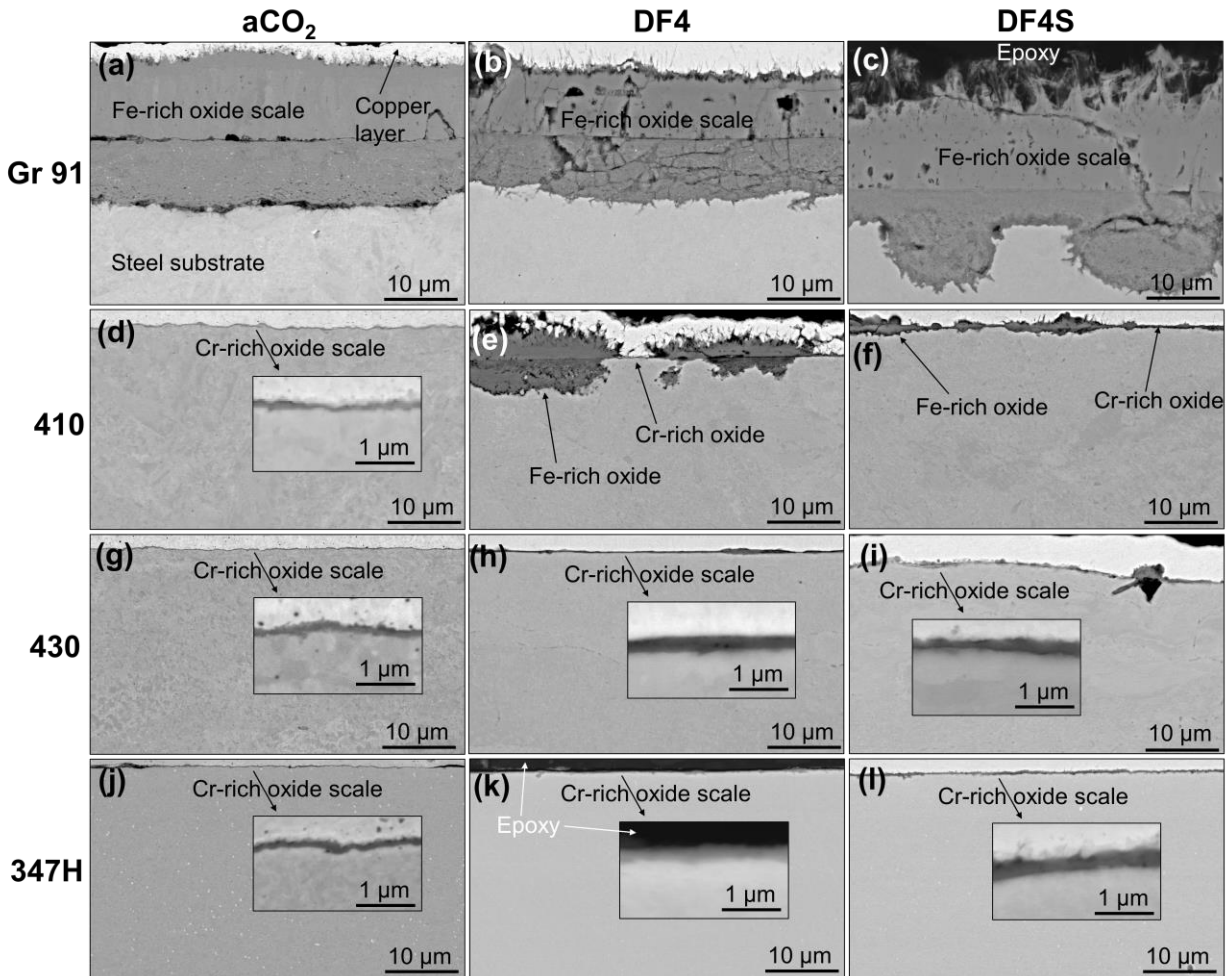 aCO₂
DF4
DF4S
Gr 91
(a)
Fe-rich oxide scale
Copper
layer
Steel substrate
10 µm
(b)
Fe-rich oxide scale
10 µm
(c)
Epoxy
Fe-rich oxide scale
10 µm
410
(d)
Cr-rich oxide scale
1 µm
10 µm
(e)
Cr-rich oxide
Fe-rich oxide
10 µm
(f)
Fe-rich oxide
Cr-rich oxide
10 µm
430
(g)
Cr-rich oxide scale
1 µm
10 µm
(h)
Cr-rich oxide scale
1 µm
10 µm
(i)
Cr-rich oxide scale
1 µm
10 µm
347H
(j)
Cr-rich oxide scale
1 µm
10 µm
(k)
Cr-rich oxide scale
Epoxy
1 µm
10 µm
(l)
Cr-rich oxide scale
1 µm
10 µm